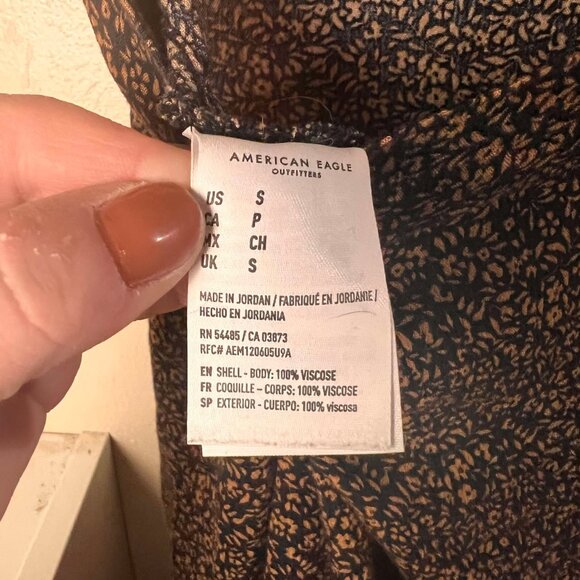 AMERICAN EAGLE
OUTFITTERS
US S
CA P
MX CH
UK S
MADE IN JORDAN / FABRIQUÉ EN JORDANIE /
HECHO EN JORDANIA
RN 54485 / CA 03873
RFC# AEM120605U9A
EN SHELL - BODY: 100% VISCOSE
FR COQUILLE - CORPS: 100% VISCOSE
SP EXTERIOR - CUERPO: 100% viscosa